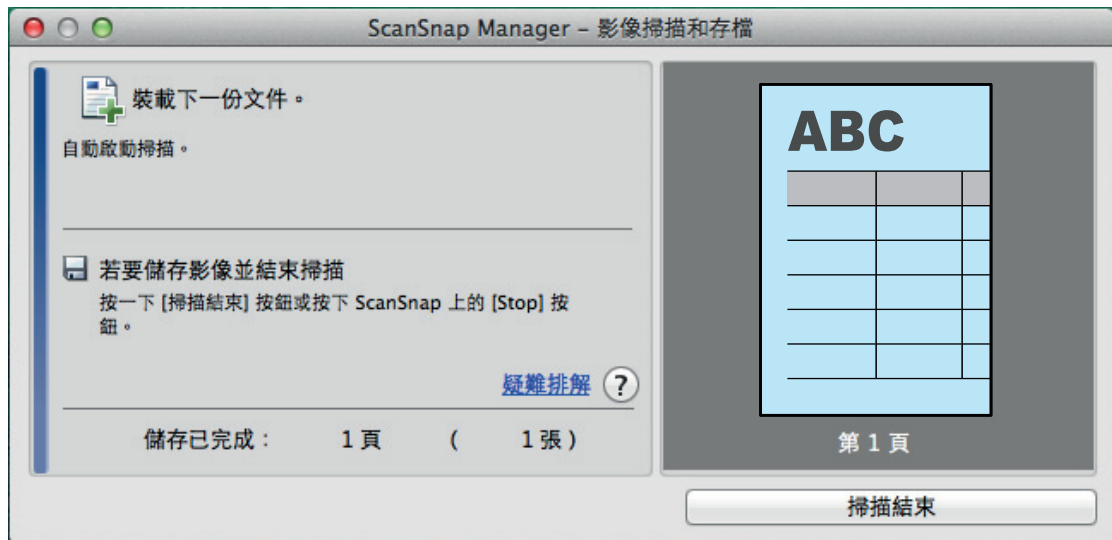 ScanSnap Manager – 影像掃描和存檔
裝載下一份文件。
自動啟動掃描。
若要儲存影像並結束掃描
按一下 [掃描結束] 按鈕或按下 ScanSnap 上的 [Stop] 按
鈕。
疑難排解 ?
儲存已完成： 1 頁 ( 1 張 )
ABC
第 1 頁
掃描結束